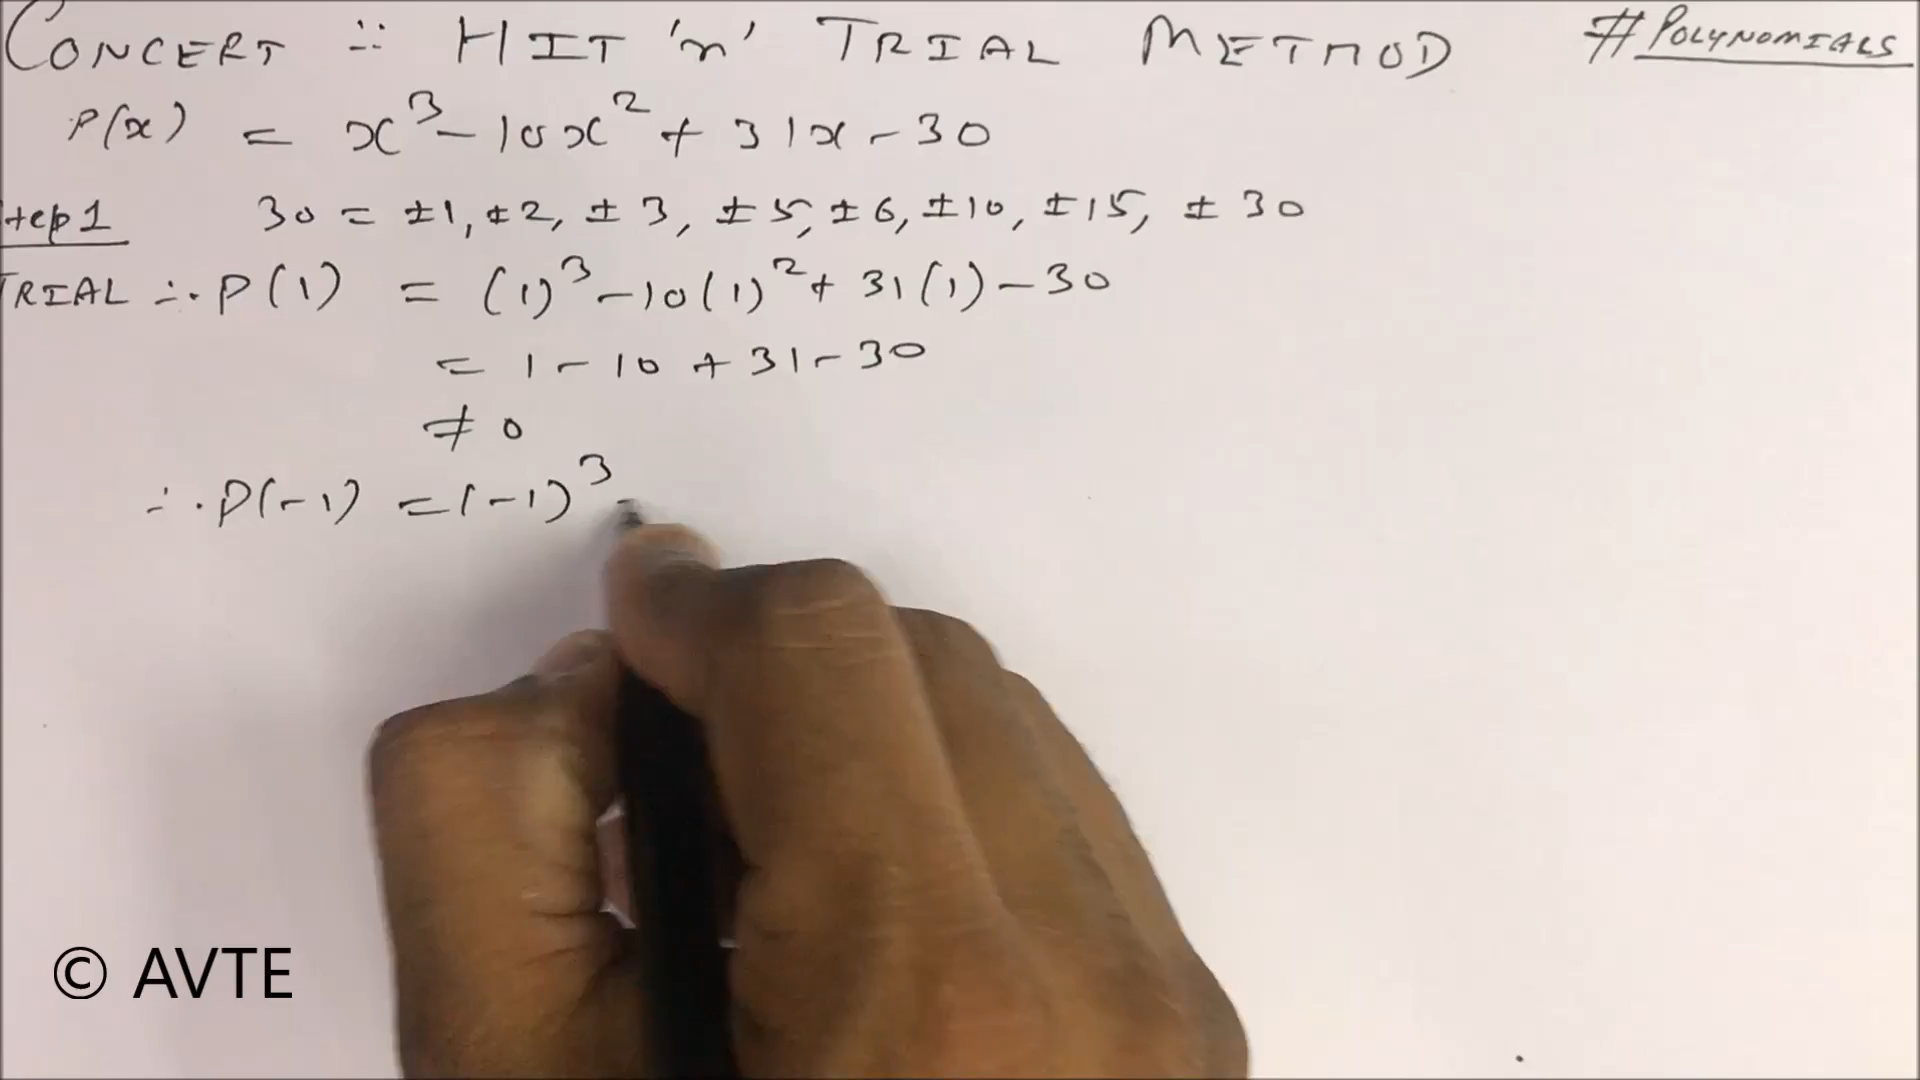 CONCERT :: HIT 'n' TRIAL METHOD #POLYNOMIALS
P(x) = x³ - 10x² + 31x - 30
Step 1 30 = ±1, ±2, ±3, ±5, ±6, ±10, ±15, ±30
TRIAL ∴ P(1) = (1)³ - 10(1)² + 31(1) - 30
= 1 - 10 + 31 - 30
≠ 0
∴ P(-1) = (-1)³ -
© AVTE